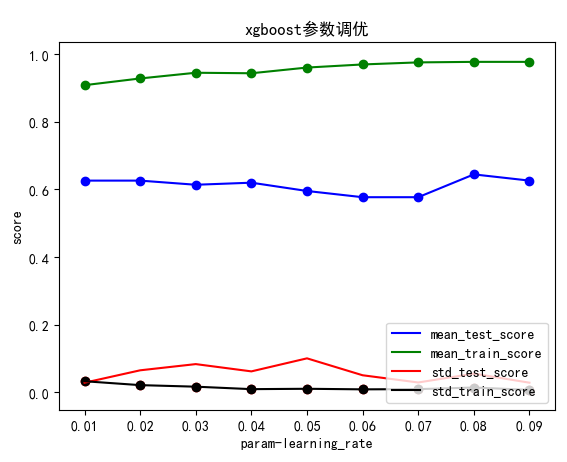 xgboost参数调优
1.0
0.8
0.6
0.4
0.2
0.0
score
mean_test_score
mean_train_score
std_test_score
std_train_score
0.01 0.02 0.03 0.04 0.05 0.06 0.07 0.08 0.09
param-learning_rate